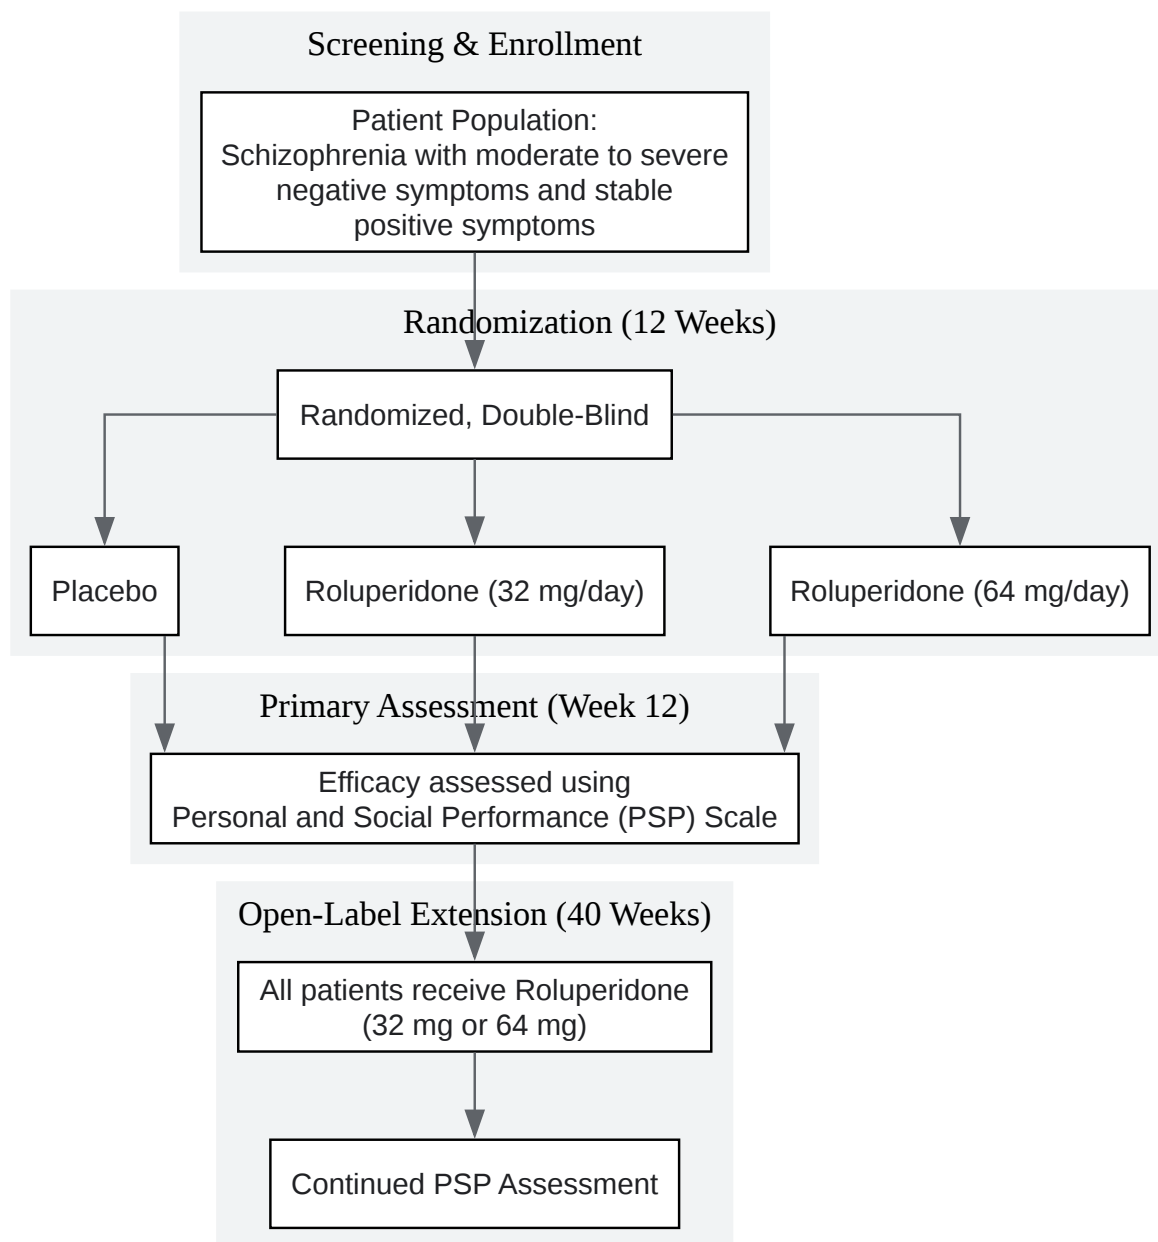 Screening & Enrollment
Patient Population:
Schizophrenia with moderate to severe
negative symptoms and stable
positive symptoms
Randomization (12 Weeks)
Randomized, Double-Blind
Placebo
Roluperidone (32 mg/day)
Roluperidone (64 mg/day)
Primary Assessment (Week 12)
Efficacy assessed using
Personal and Social Performance (PSP) Scale
Open-Label Extension (40 Weeks)
All patients receive Roluperidone
(32 mg or 64 mg)
Continued PSP Assessment